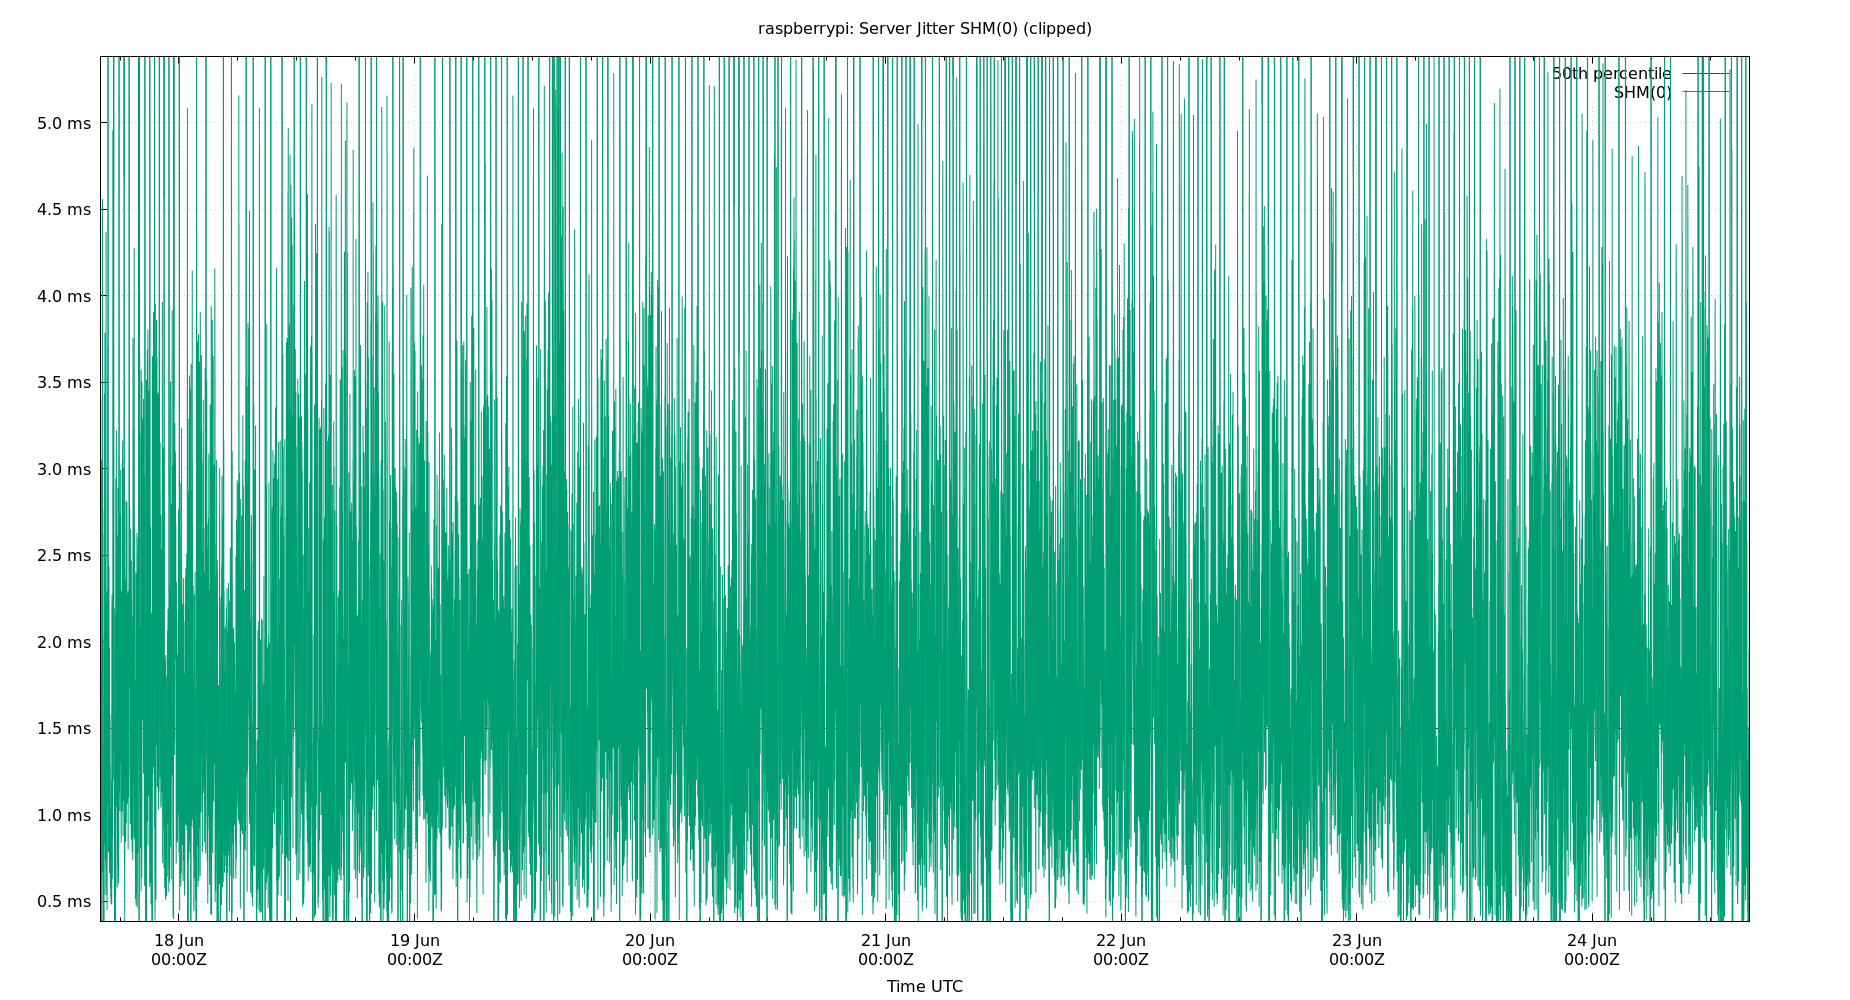 raspberrypi: Server Jitter SHM(0) (clipped)
50th percentile
SHM(0)
5.0 ms
4.5 ms
4.0 ms
3.5 ms
3.0 ms
2.5 ms
2.0 ms
1.5 ms
1.0 ms
0.5 ms
18 Jun 19 Jun 20 Jun 21 Jun 22 Jun 23 Jun 24 Jun
00:00Z 00:00Z 00:00Z 00:00Z 00:00Z 00:00Z 00:00Z
Time UTC